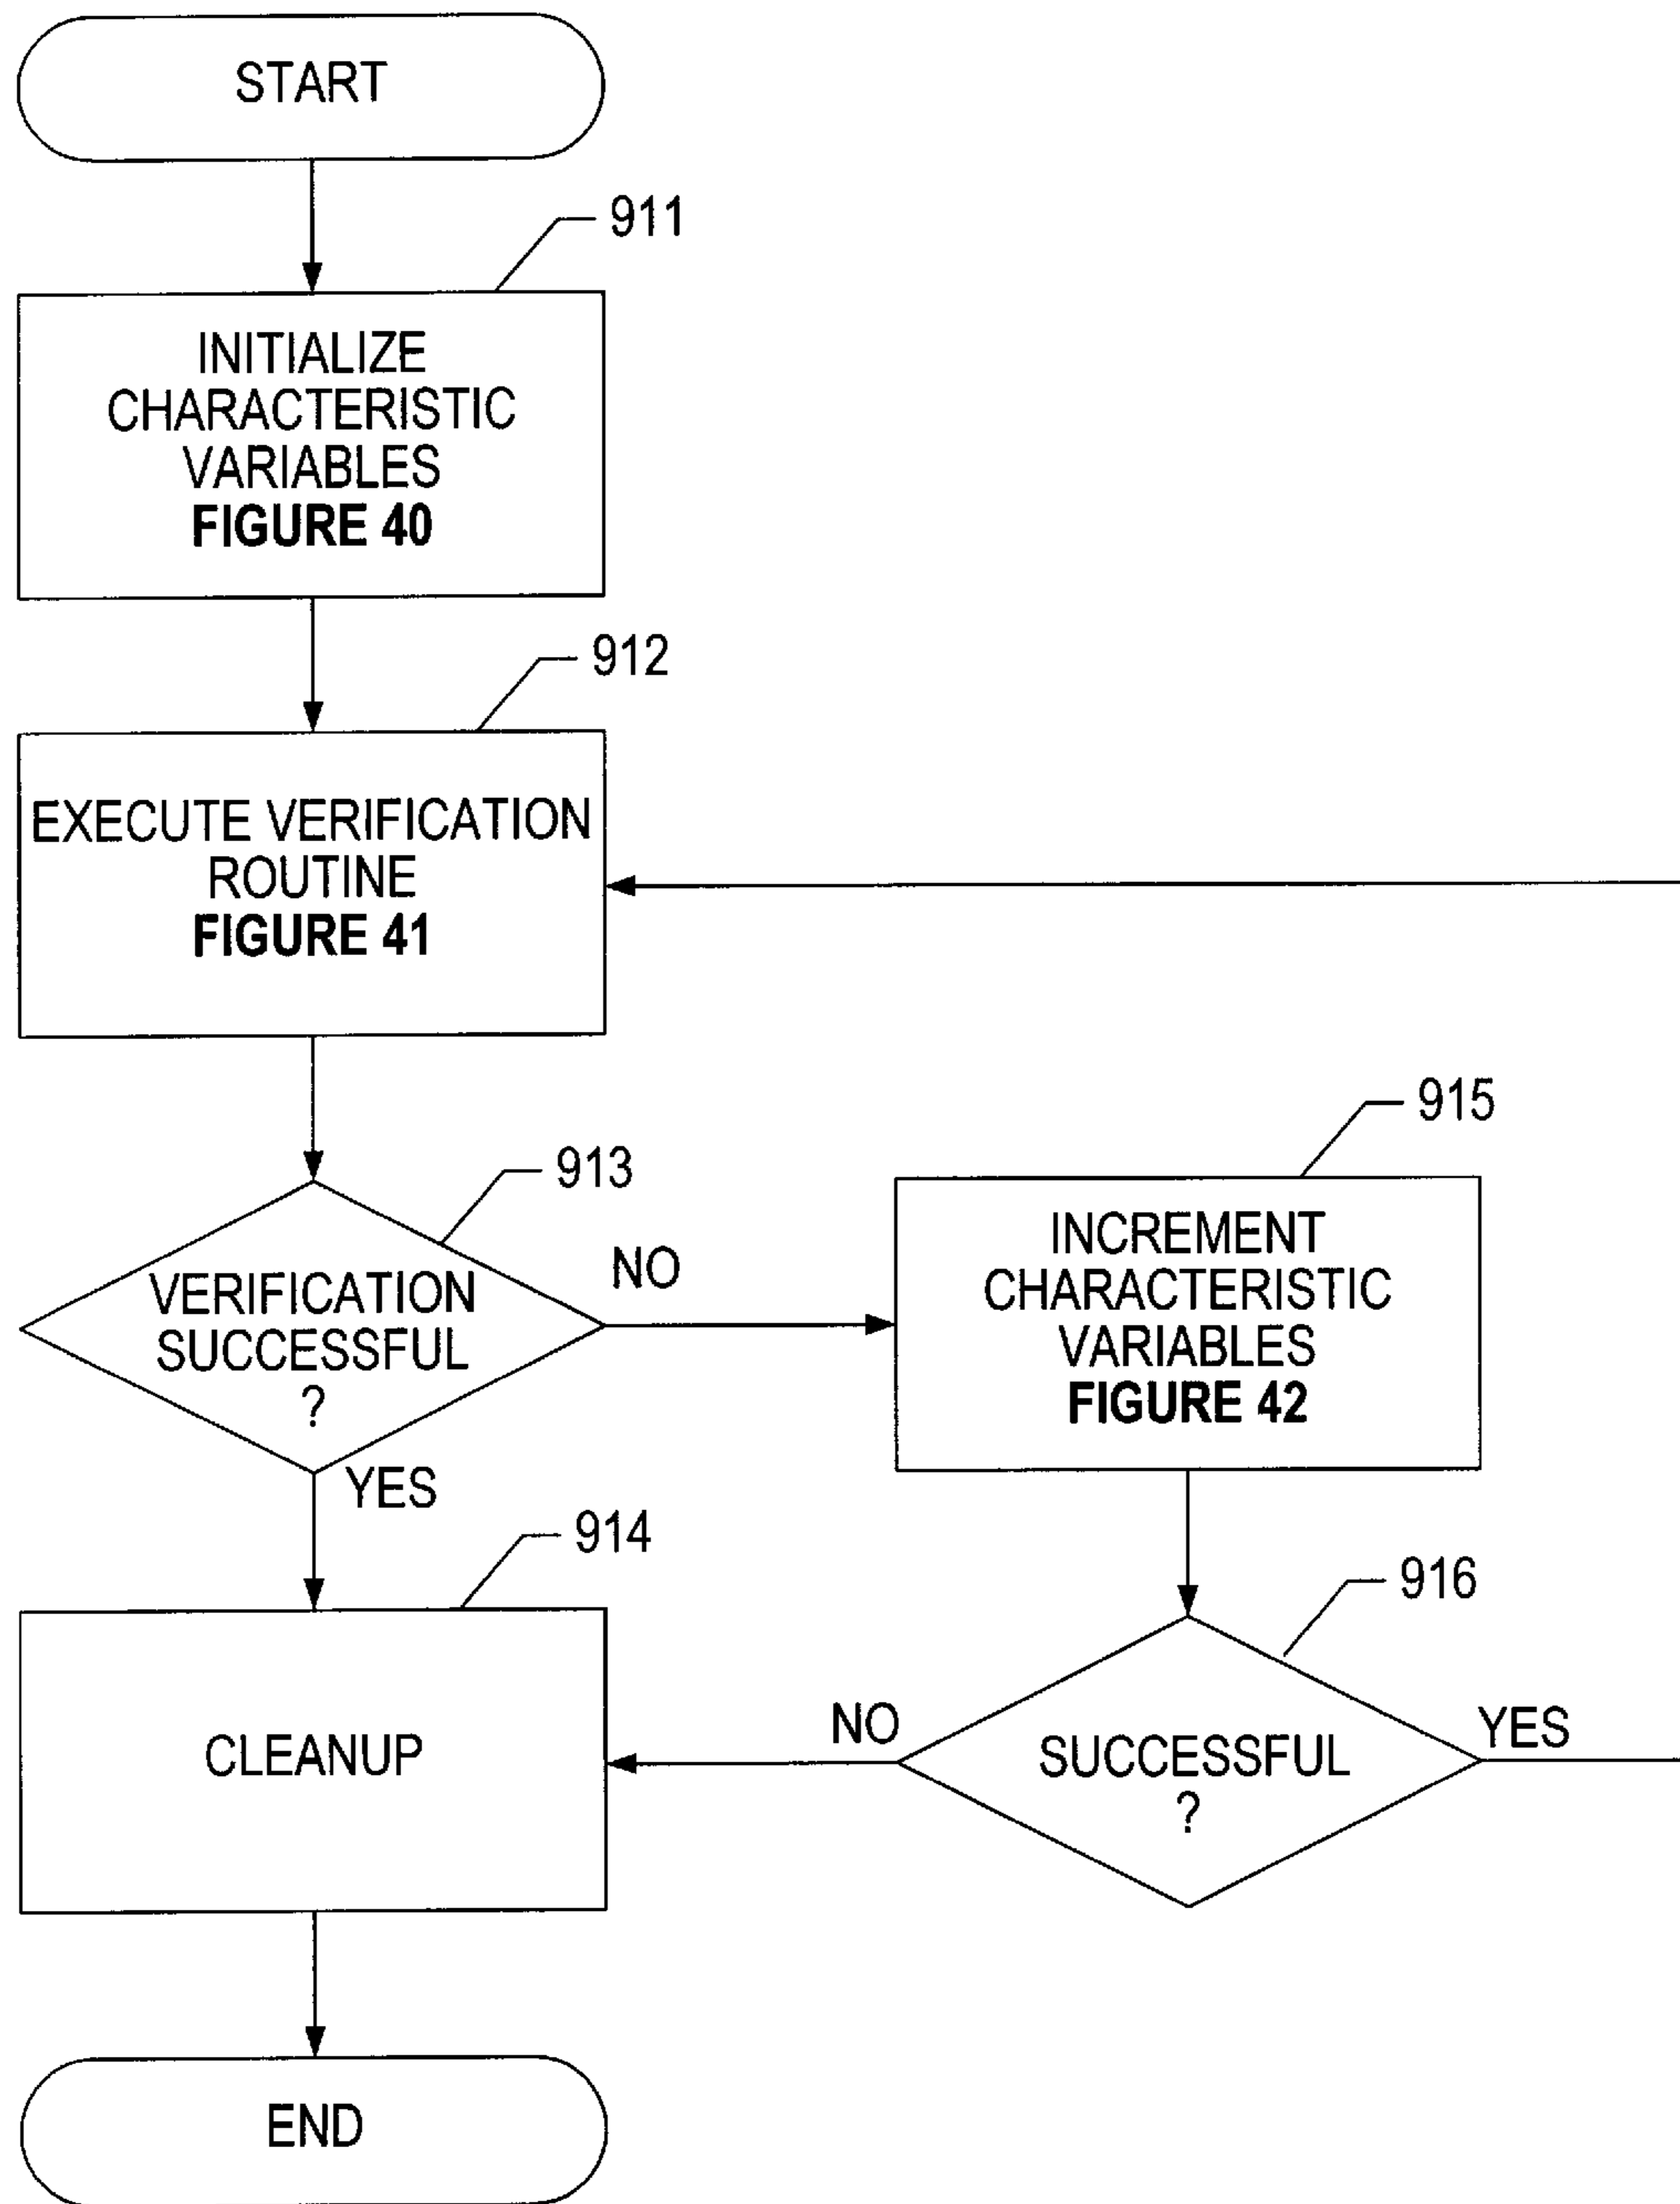 START
911
INITIALIZE
CHARACTERISTIC
VARIABLES
FIGURE 40
912
EXECUTE VERIFICATION
ROUTINE
FIGURE 41
913
VERIFICATION
SUCCESSFUL
?
NO
YES
915
INCREMENT
CHARACTERISTIC
VARIABLES
FIGURE 42
914
CLEANUP
916
SUCCESSFUL
?
NO
YES
END